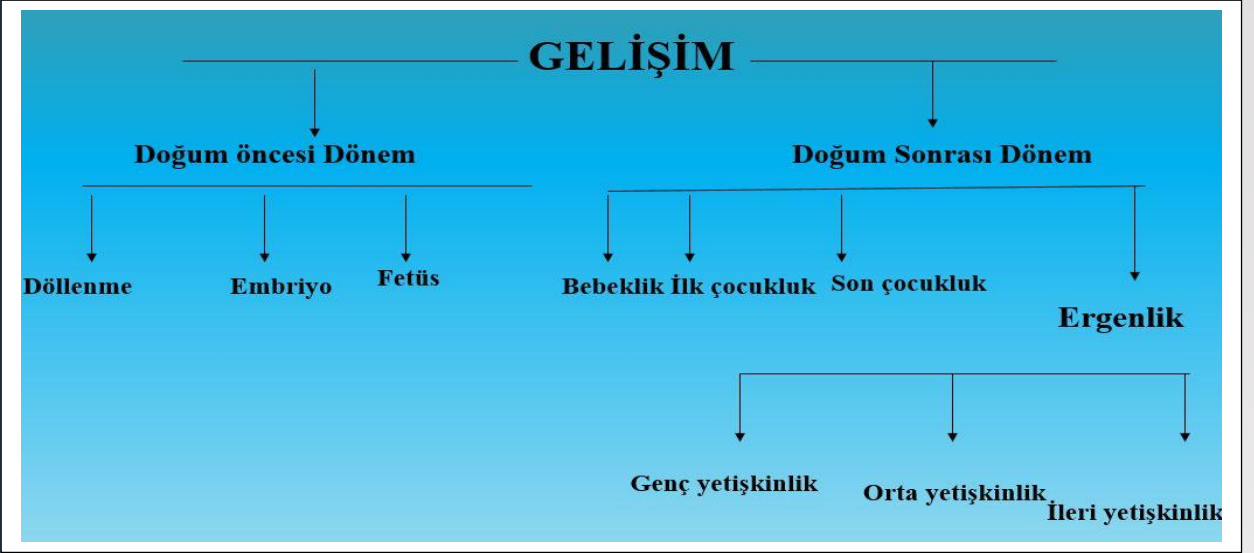 GELİŞİM
Doğum öncesi Dönem
Doğum Sonrası Dönem
Döllenme
Embriyo
Fetüs
Bebeklik
İlk çocukluk
Son çocukluk
Ergenlik
Genç yetişkinlik
Orta yetişkinlik
İleri yetişkinlik